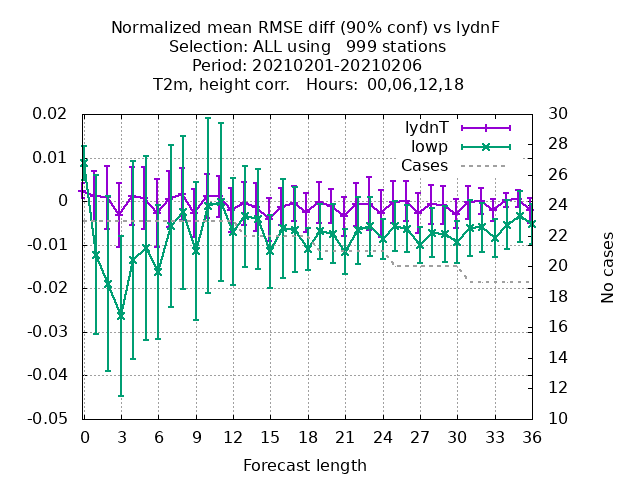 Normalized mean RMSE diff (90% conf) vs lydnF
Selection: ALL using   999 stations
Period: 20210201-20210206
T2m, height corr.   Hours:  00,06,12,18
0.02 30
28
0.01 26
0 24
22
-0.01
20
-0.02 18
-0.03 16
14
-0.04
12
-0.05 10
lydnT
lowp
Cases
No cases
0 3 6 9 12 15 18 21 24 27 30 33 36
Forecast length